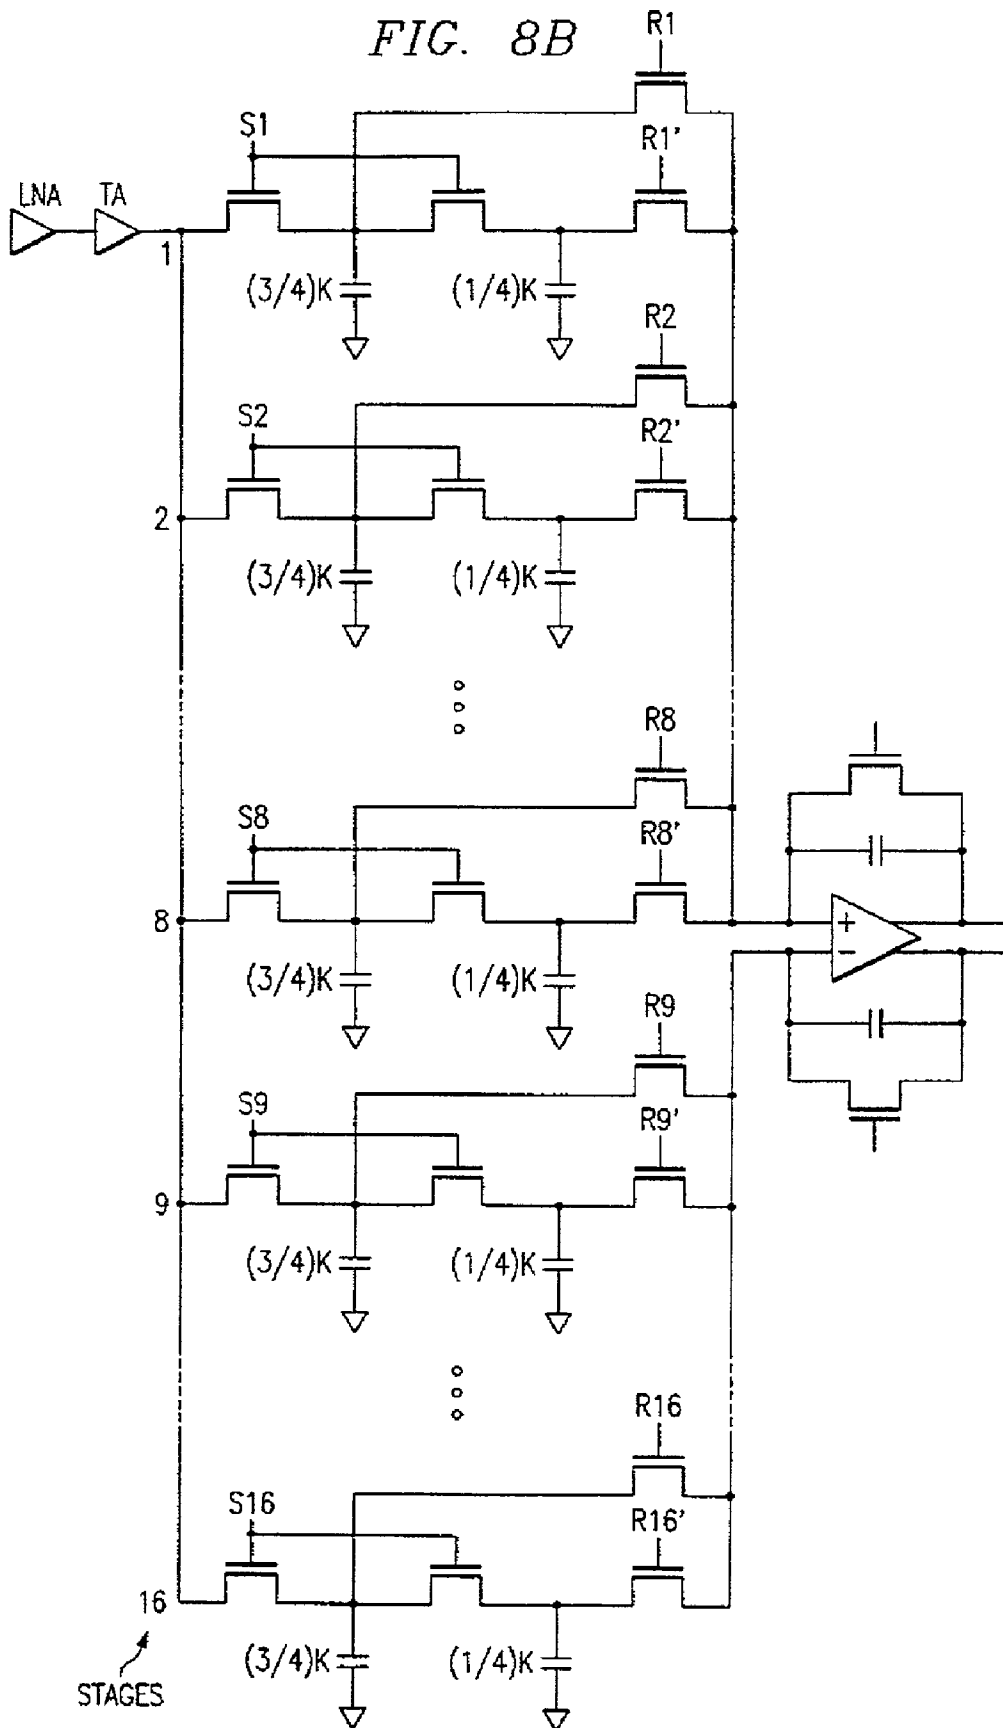 FIG. 8B
R1
S1
R1'
LNA
TA
1
(3/4)K
(1/4)K
R2
S2
R2'
2
(3/4)K
(1/4)K
R8
S8
R8'
8
+
−
(3/4)K
(1/4)K
R9
S9
R9'
9
(3/4)K
(1/4)K
R16
S16
R16'
16
(3/4)K
(1/4)K
STAGES